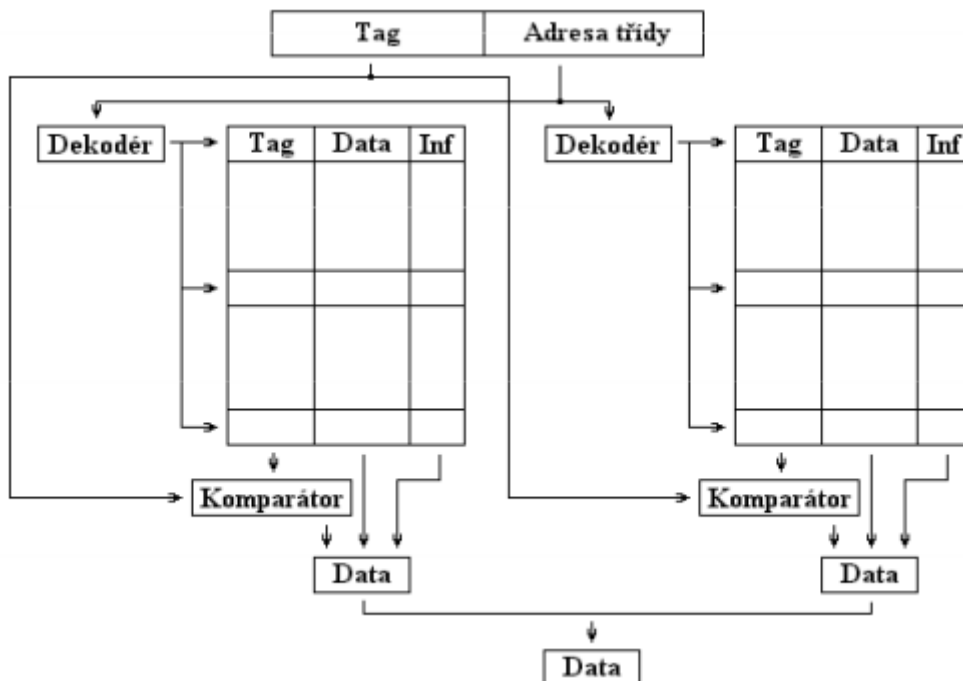 Tag Adresa třídy
Dekodér Tag Data Inf Dekodér Tag Data Inf
Komparátor Komparátor
Data Data
Data